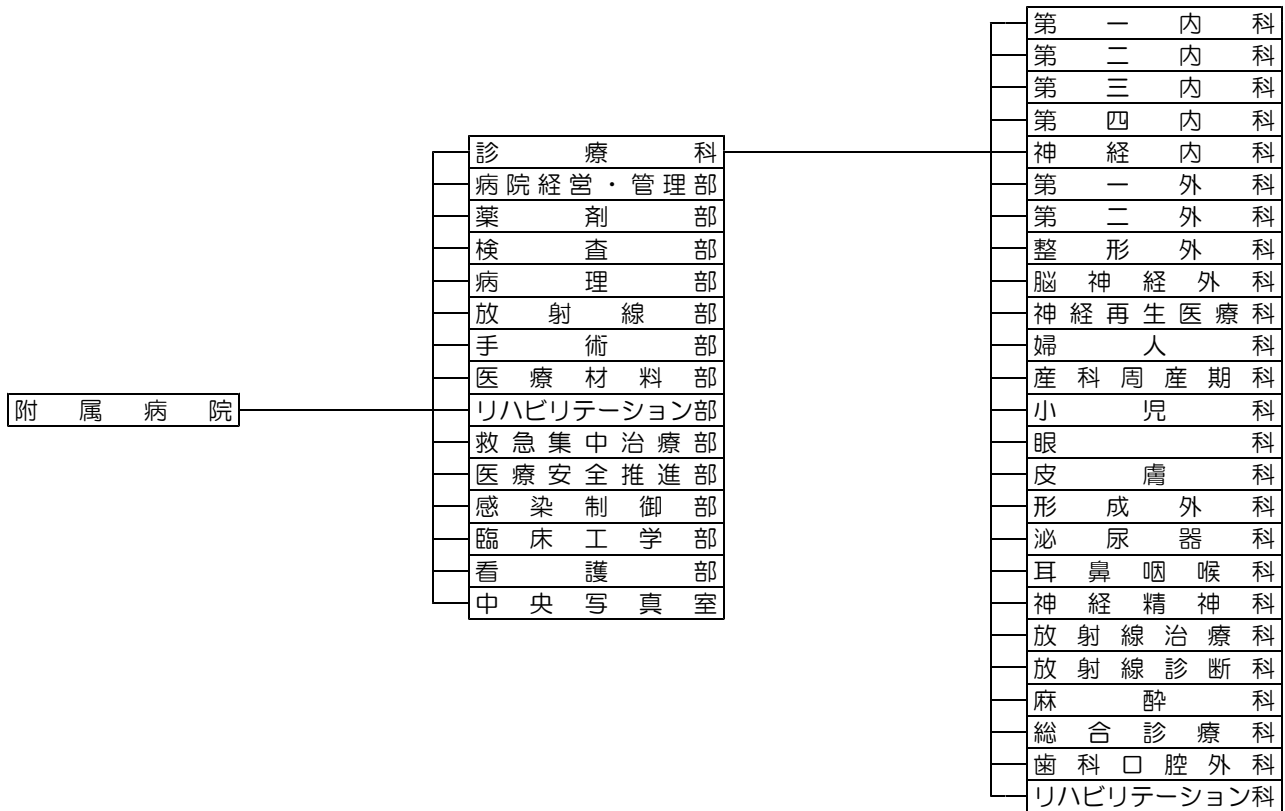 附属病院
診療科
病院経営・管理部
薬剤部
検査部
病理部
放射線部
手術部
医療材料部
リハビリテーション部
救急集中治療部
医療安全推進部
感染制御部
臨床工学部
看護部
中央写真室
第一内科
第二内科
第三内科
第四内科
神経内科
第一外科
第二外科
整形外科
脳神経外科
神経再生医療科
婦人科
産科周産期科
小児科
眼科
皮膚科
形成外科
泌尿器科
耳鼻咽喉科
神経精神科
放射線治療科
放射線診断科
麻酔科
総合診療科
歯科口腔外科
リハビリテーション科